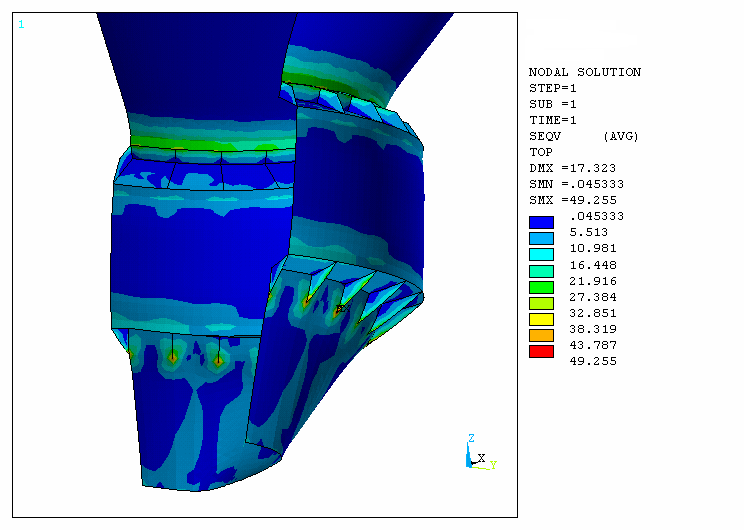 1
NODAL SOLUTION
STEP=1
SUB =1
TIME=1
SEQV (AVG)
TOP
DMX =17.323
SMN =.045333
SMX =49.255
.045333
5.513
10.981
16.448
21.916
27.384
32.851
38.319
43.787
49.255
MX
Z
X
Y